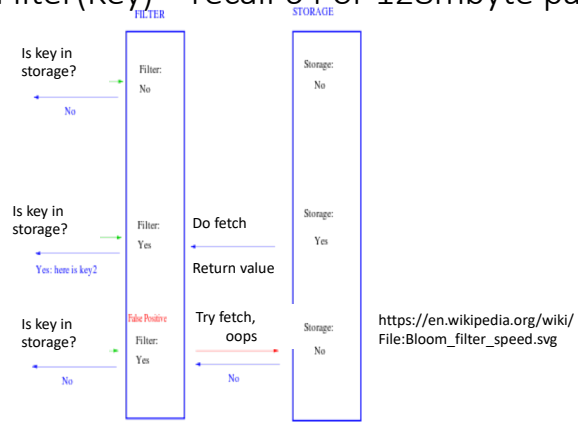 Filter(Key) – recall 64 or 128mbyte pa
FILTER
STORAGE
Is key in
storage?
Filter:
No
Storage:
No
No
Is key in
storage?
Filter:
Yes
Do fetch
Storage:
Yes
Yes: here is key2
Return value
False Positive
Is key in
storage?
Filter:
Yes
Try fetch,
oops
Storage:
No
No
No
https://en.wikipedia.org/wiki/
File:Bloom_filter_speed.svg